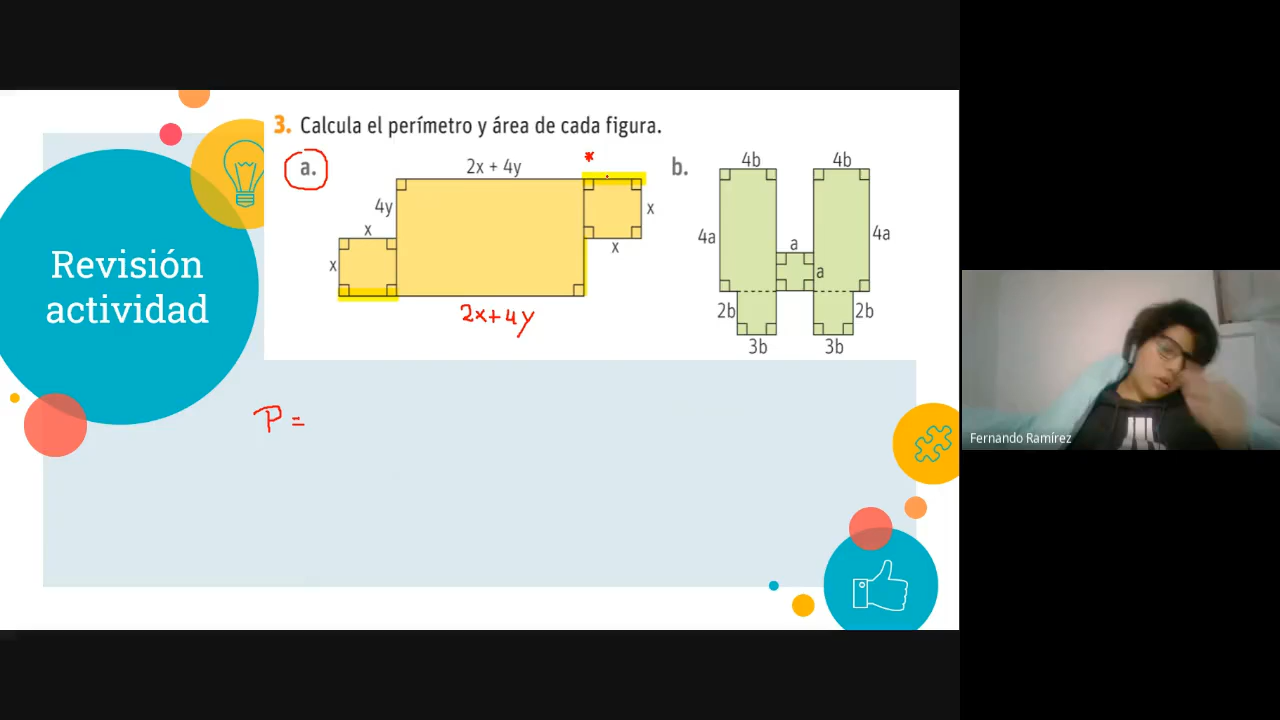 Revisión
actividad
3. Calcula el perímetro y área de cada figura.
a.
2x + 4y
*
4y
x
x
x
x
2x+4y
b.
4b
4b
4a
a
a
4a
2b
2b
3b
3b
P =
Fernando Ramírez